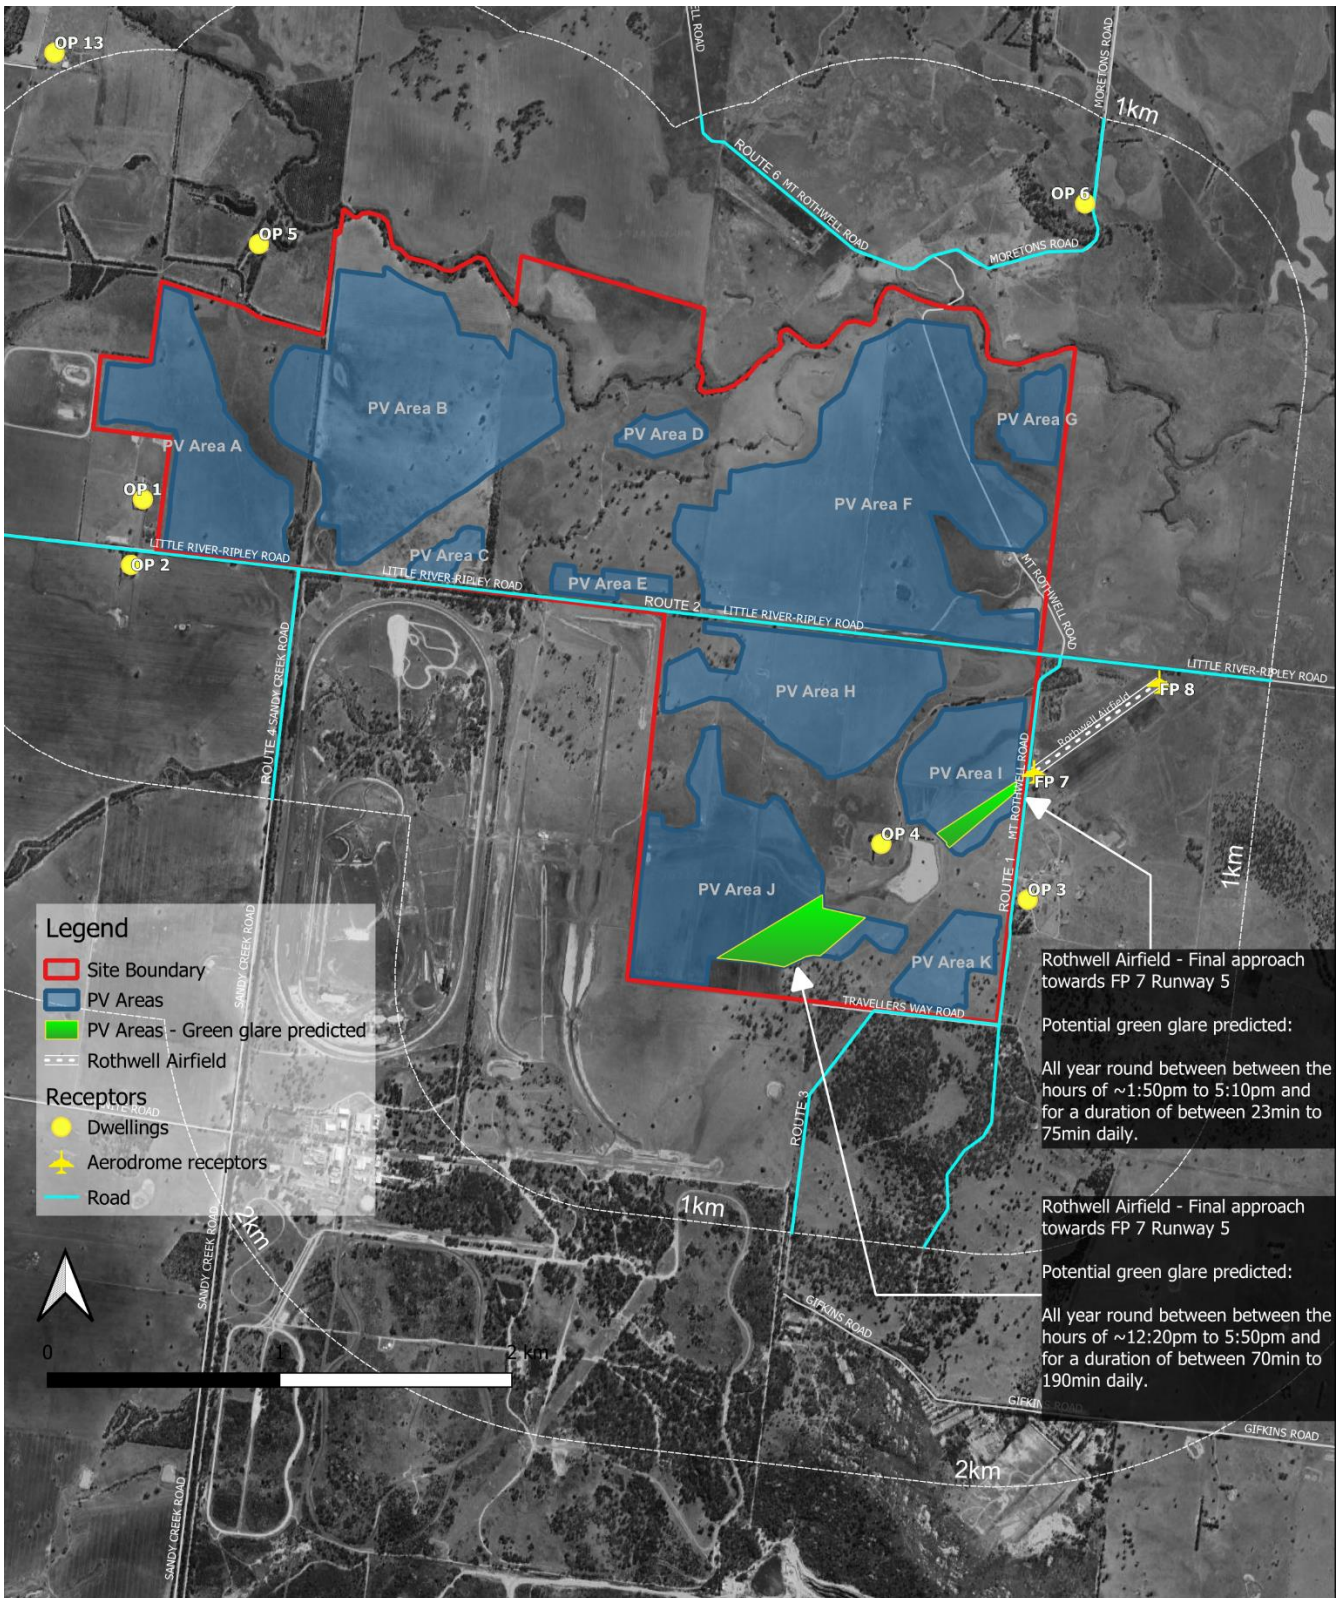 OP 13
ELL ROAD
MORETONS ROAD
1km
ROUTE 6
MT ROTHWELL ROAD
OP 6
OP 5
MORETONS ROAD
PV Area B
PV Area G
PV Area D
PV Area A
OP 1
PV Area F
LITTLE RIVER-RIPLEY ROAD
PV Area C
OP 2
LITTLE RIVER-RIPLEY ROAD
PV Area E
ROUTE 2
LITTLE RIVER-RIPLEY ROAD
MT ROTHWELL ROAD
LITTLE RIVER-RIPLEY ROAD
FP 8
PV Area H
Rothwell Airfield
ROUTE 4
SANDY CREEK ROAD
PV Area I
FP 7
MT ROTHWELL ROAD
OP 4
1km
ROUTE 1
PV Area J
OP 3
PV Area K
TRAVELLERS WAY ROAD
SANDY CREEK ROAD
Legend
Site Boundary
PV Areas
PV Areas - Green glare predicted
Rothwell Airfield
Receptors
Dwellings
Aerodrome receptors
Road
NITE ROAD
ROUTE 3
Rothwell Airfield - Final approach
towards FP 7 Runway 5
Potential green glare predicted:
All year round between between the
hours of ~1:50pm to 5:10pm and
for a duration of between 23min to
75min daily.
1km
2km
SANDY CREEK ROAD
Rothwell Airfield - Final approach
towards FP 7 Runway 5
Potential green glare predicted:
All year round between between the
hours of ~12:20pm to 5:50pm and
for a duration of between 70min to
190min daily.
GIFKINS ROAD
0
1
2 km
GIFKINS ROAD
GIFKINS ROAD
2km
SANDY CREEK ROAD